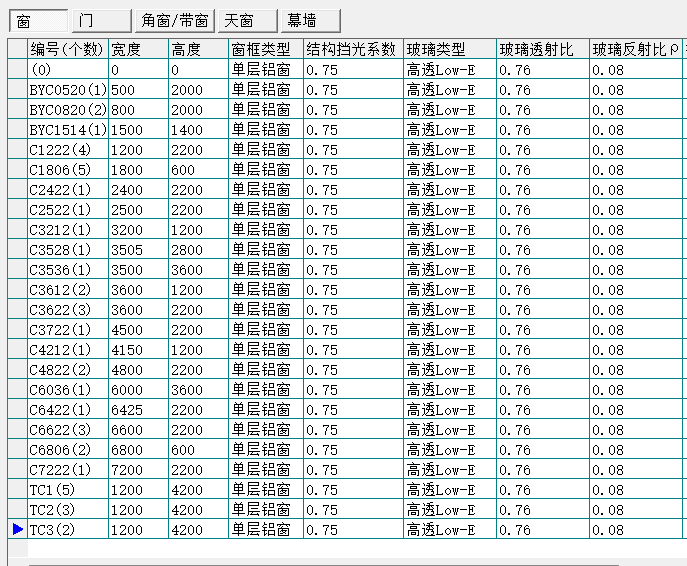 窗 门 角窗/带窗 天窗 幕墙
编号(个数) 宽度 高度 窗框类型 结构挡光系数 玻璃类型 玻璃透射比 玻璃反射比ρ
(0) 0 0 单层铝窗 0.75 高透Low-E 0.76 0.08
BYC0520(1) 500 2000 单层铝窗 0.75 高透Low-E 0.76 0.08
BYC0820(2) 800 2000 单层铝窗 0.75 高透Low-E 0.76 0.08
BYC1514(1) 1500 1400 单层铝窗 0.75 高透Low-E 0.76 0.08
C1222(4) 1200 2200 单层铝窗 0.75 高透Low-E 0.76 0.08
C1806(5) 1800 600 单层铝窗 0.75 高透Low-E 0.76 0.08
C2422(1) 2400 2200 单层铝窗 0.75 高透Low-E 0.76 0.08
C2522(1) 2500 2200 单层铝窗 0.75 高透Low-E 0.76 0.08
C3212(1) 3200 1200 单层铝窗 0.75 高透Low-E 0.76 0.08
C3528(1) 3505 2800 单层铝窗 0.75 高透Low-E 0.76 0.08
C3536(1) 3500 3600 单层铝窗 0.75 高透Low-E 0.76 0.08
C3612(2) 3600 1200 单层铝窗 0.75 高透Low-E 0.76 0.08
C3622(3) 3600 2200 单层铝窗 0.75 高透Low-E 0.76 0.08
C3722(1) 4500 2200 单层铝窗 0.75 高透Low-E 0.76 0.08
C4212(1) 4150 1200 单层铝窗 0.75 高透Low-E 0.76 0.08
C4822(2) 4800 2200 单层铝窗 0.75 高透Low-E 0.76 0.08
C6036(1) 6000 3600 单层铝窗 0.75 高透Low-E 0.76 0.08
C6422(1) 6425 2200 单层铝窗 0.75 高透Low-E 0.76 0.08
C6622(3) 6600 2200 单层铝窗 0.75 高透Low-E 0.76 0.08
C6806(2) 6800 600 单层铝窗 0.75 高透Low-E 0.76 0.08
C7222(1) 7200 2200 单层铝窗 0.75 高透Low-E 0.76 0.08
TC1(5) 1200 4200 单层铝窗 0.75 高透Low-E 0.76 0.08
TC2(3) 1200 4200 单层铝窗 0.75 高透Low-E 0.76 0.08
TC3(2) 1200 4200 单层铝窗 0.75 高透Low-E 0.76 0.08